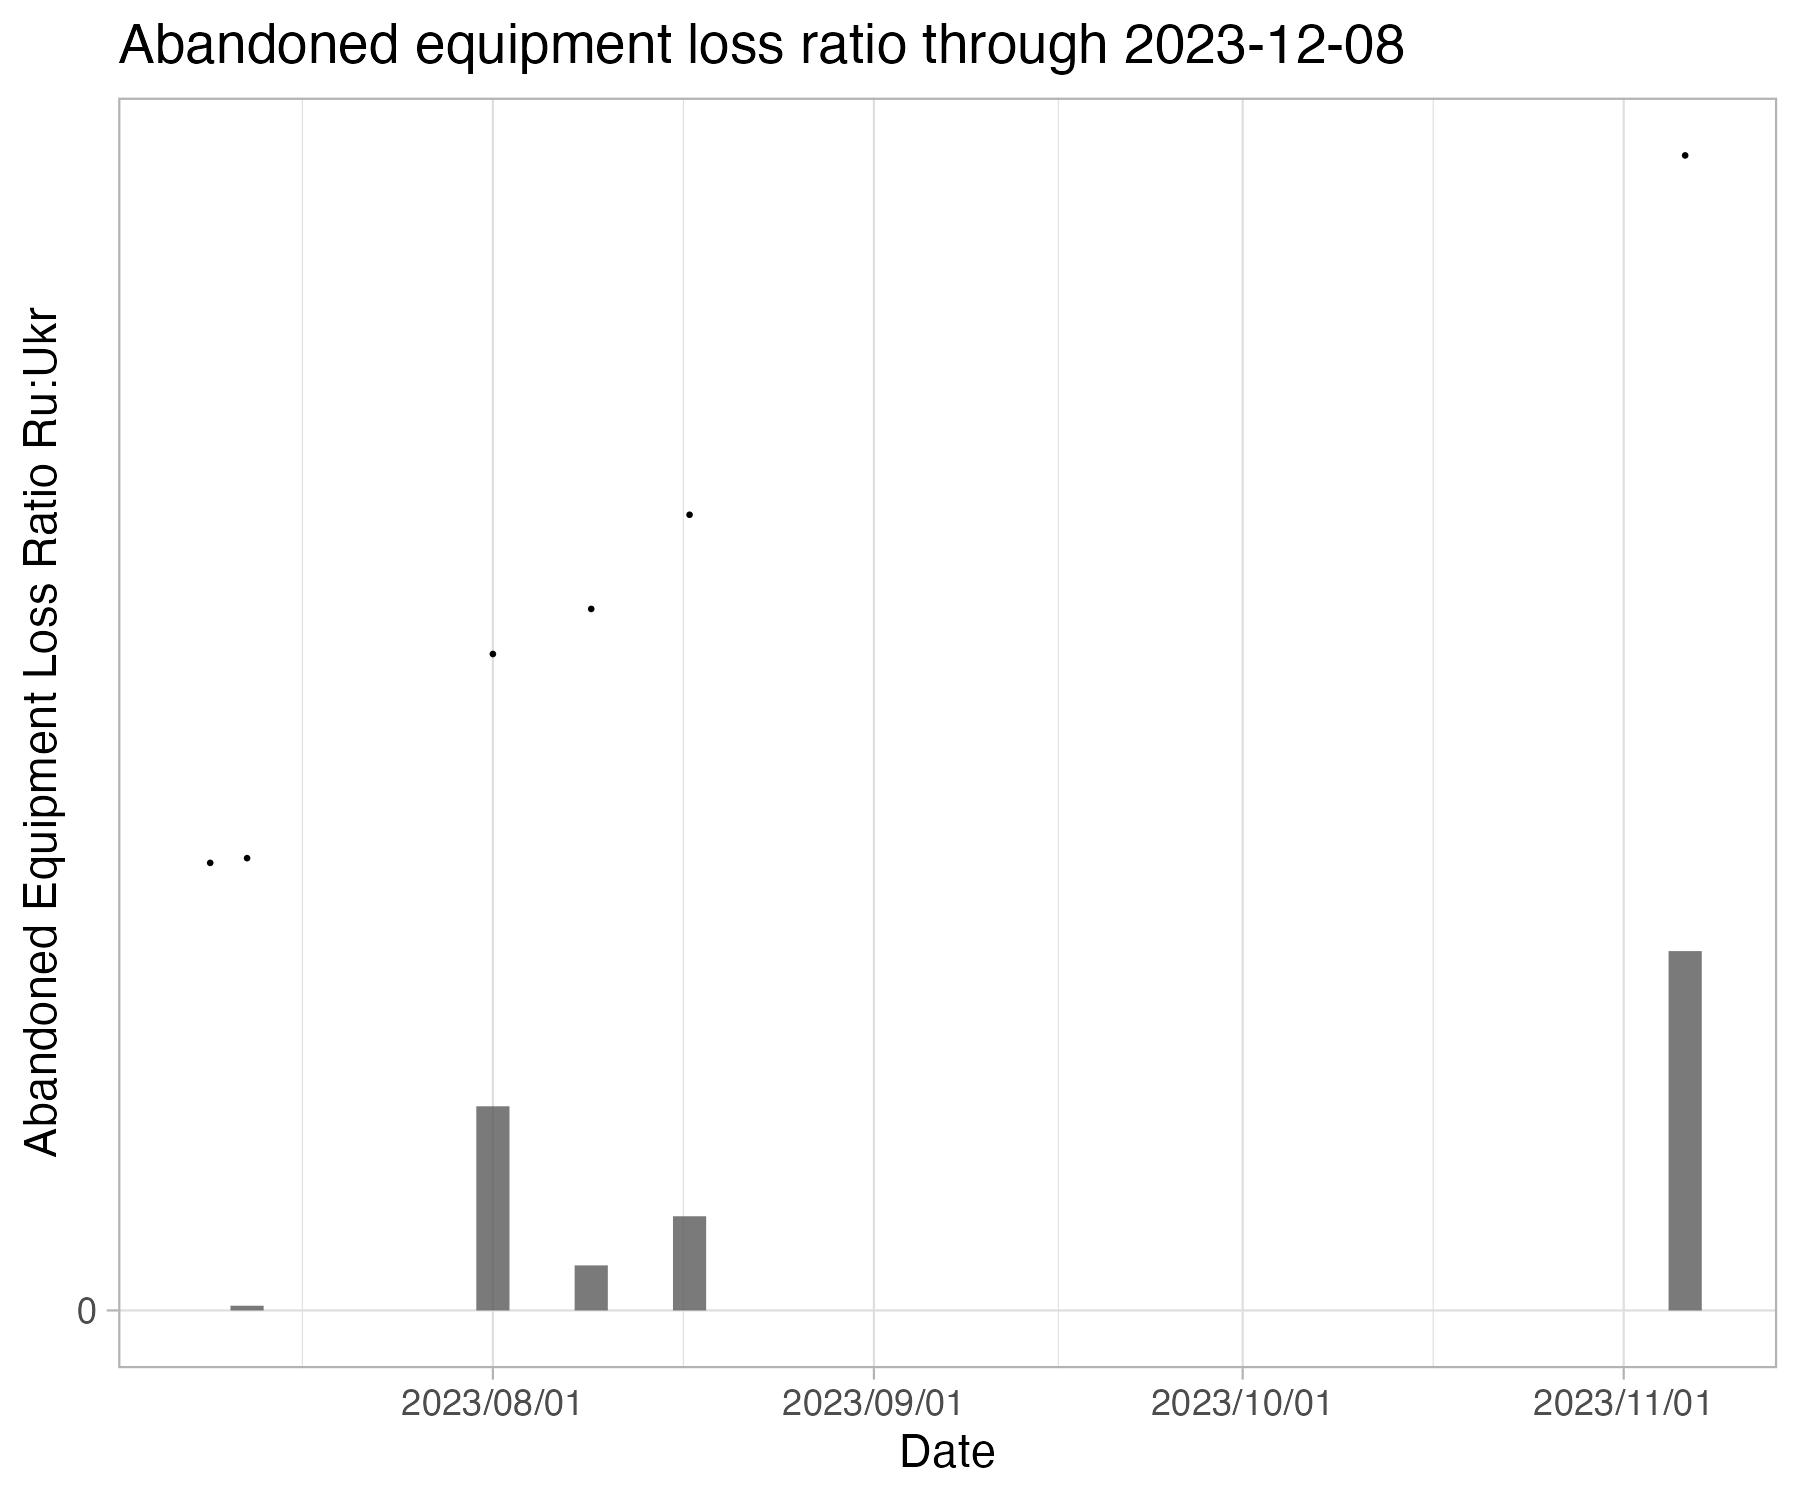 Abandoned equipment loss ratio through 2023-12-08
Abandoned Equipment Loss Ratio Ru:Ukr
0
2023/08/01 2023/09/01 2023/10/01 2023/11/01
Date